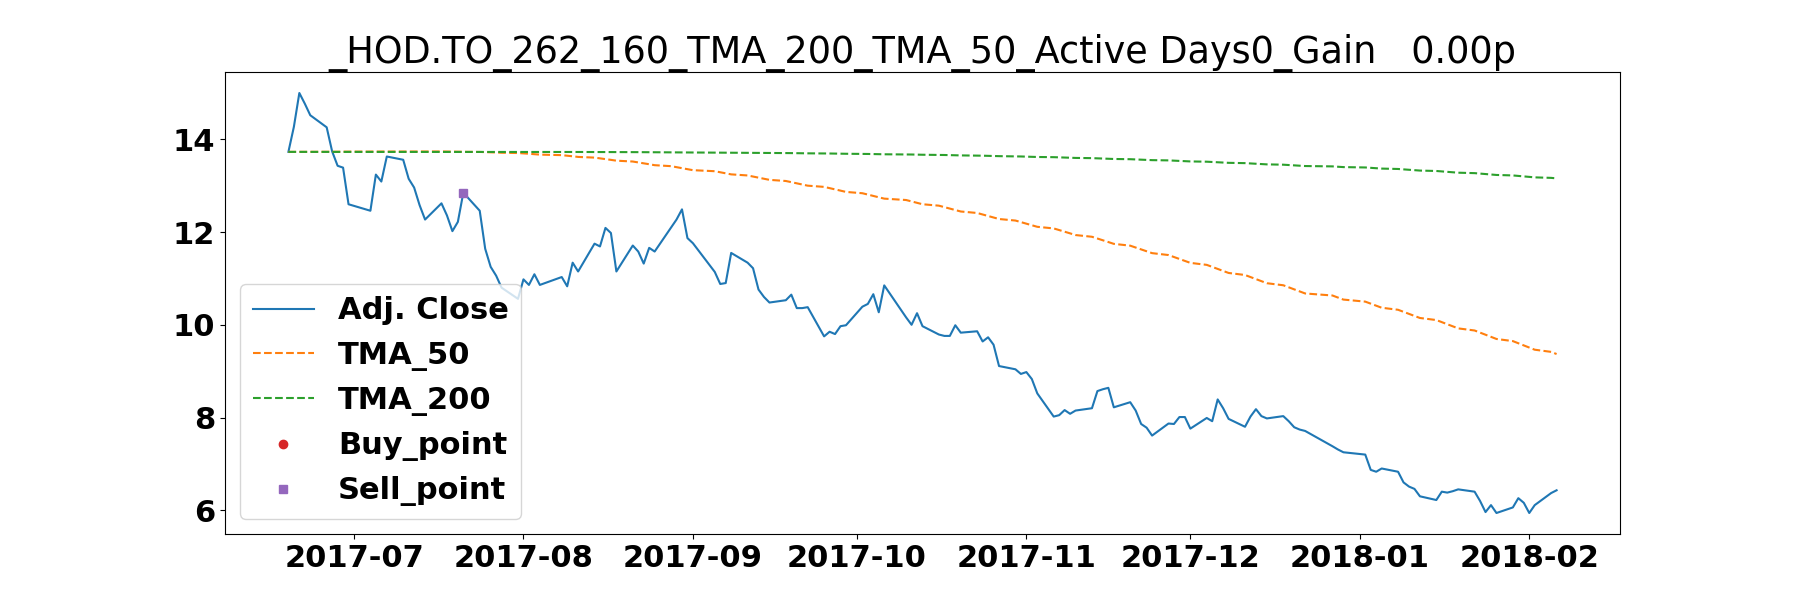 _HOD.TO_262_160_TMA_200_TMA_50_Active Days0_Gain   0.00p
14
12
10
8
6
Adj. Close
TMA_50
TMA_200
Buy_point
Sell_point
2017-07 2017-08 2017-09 2017-10 2017-11 2017-12 2018-01 2018-02